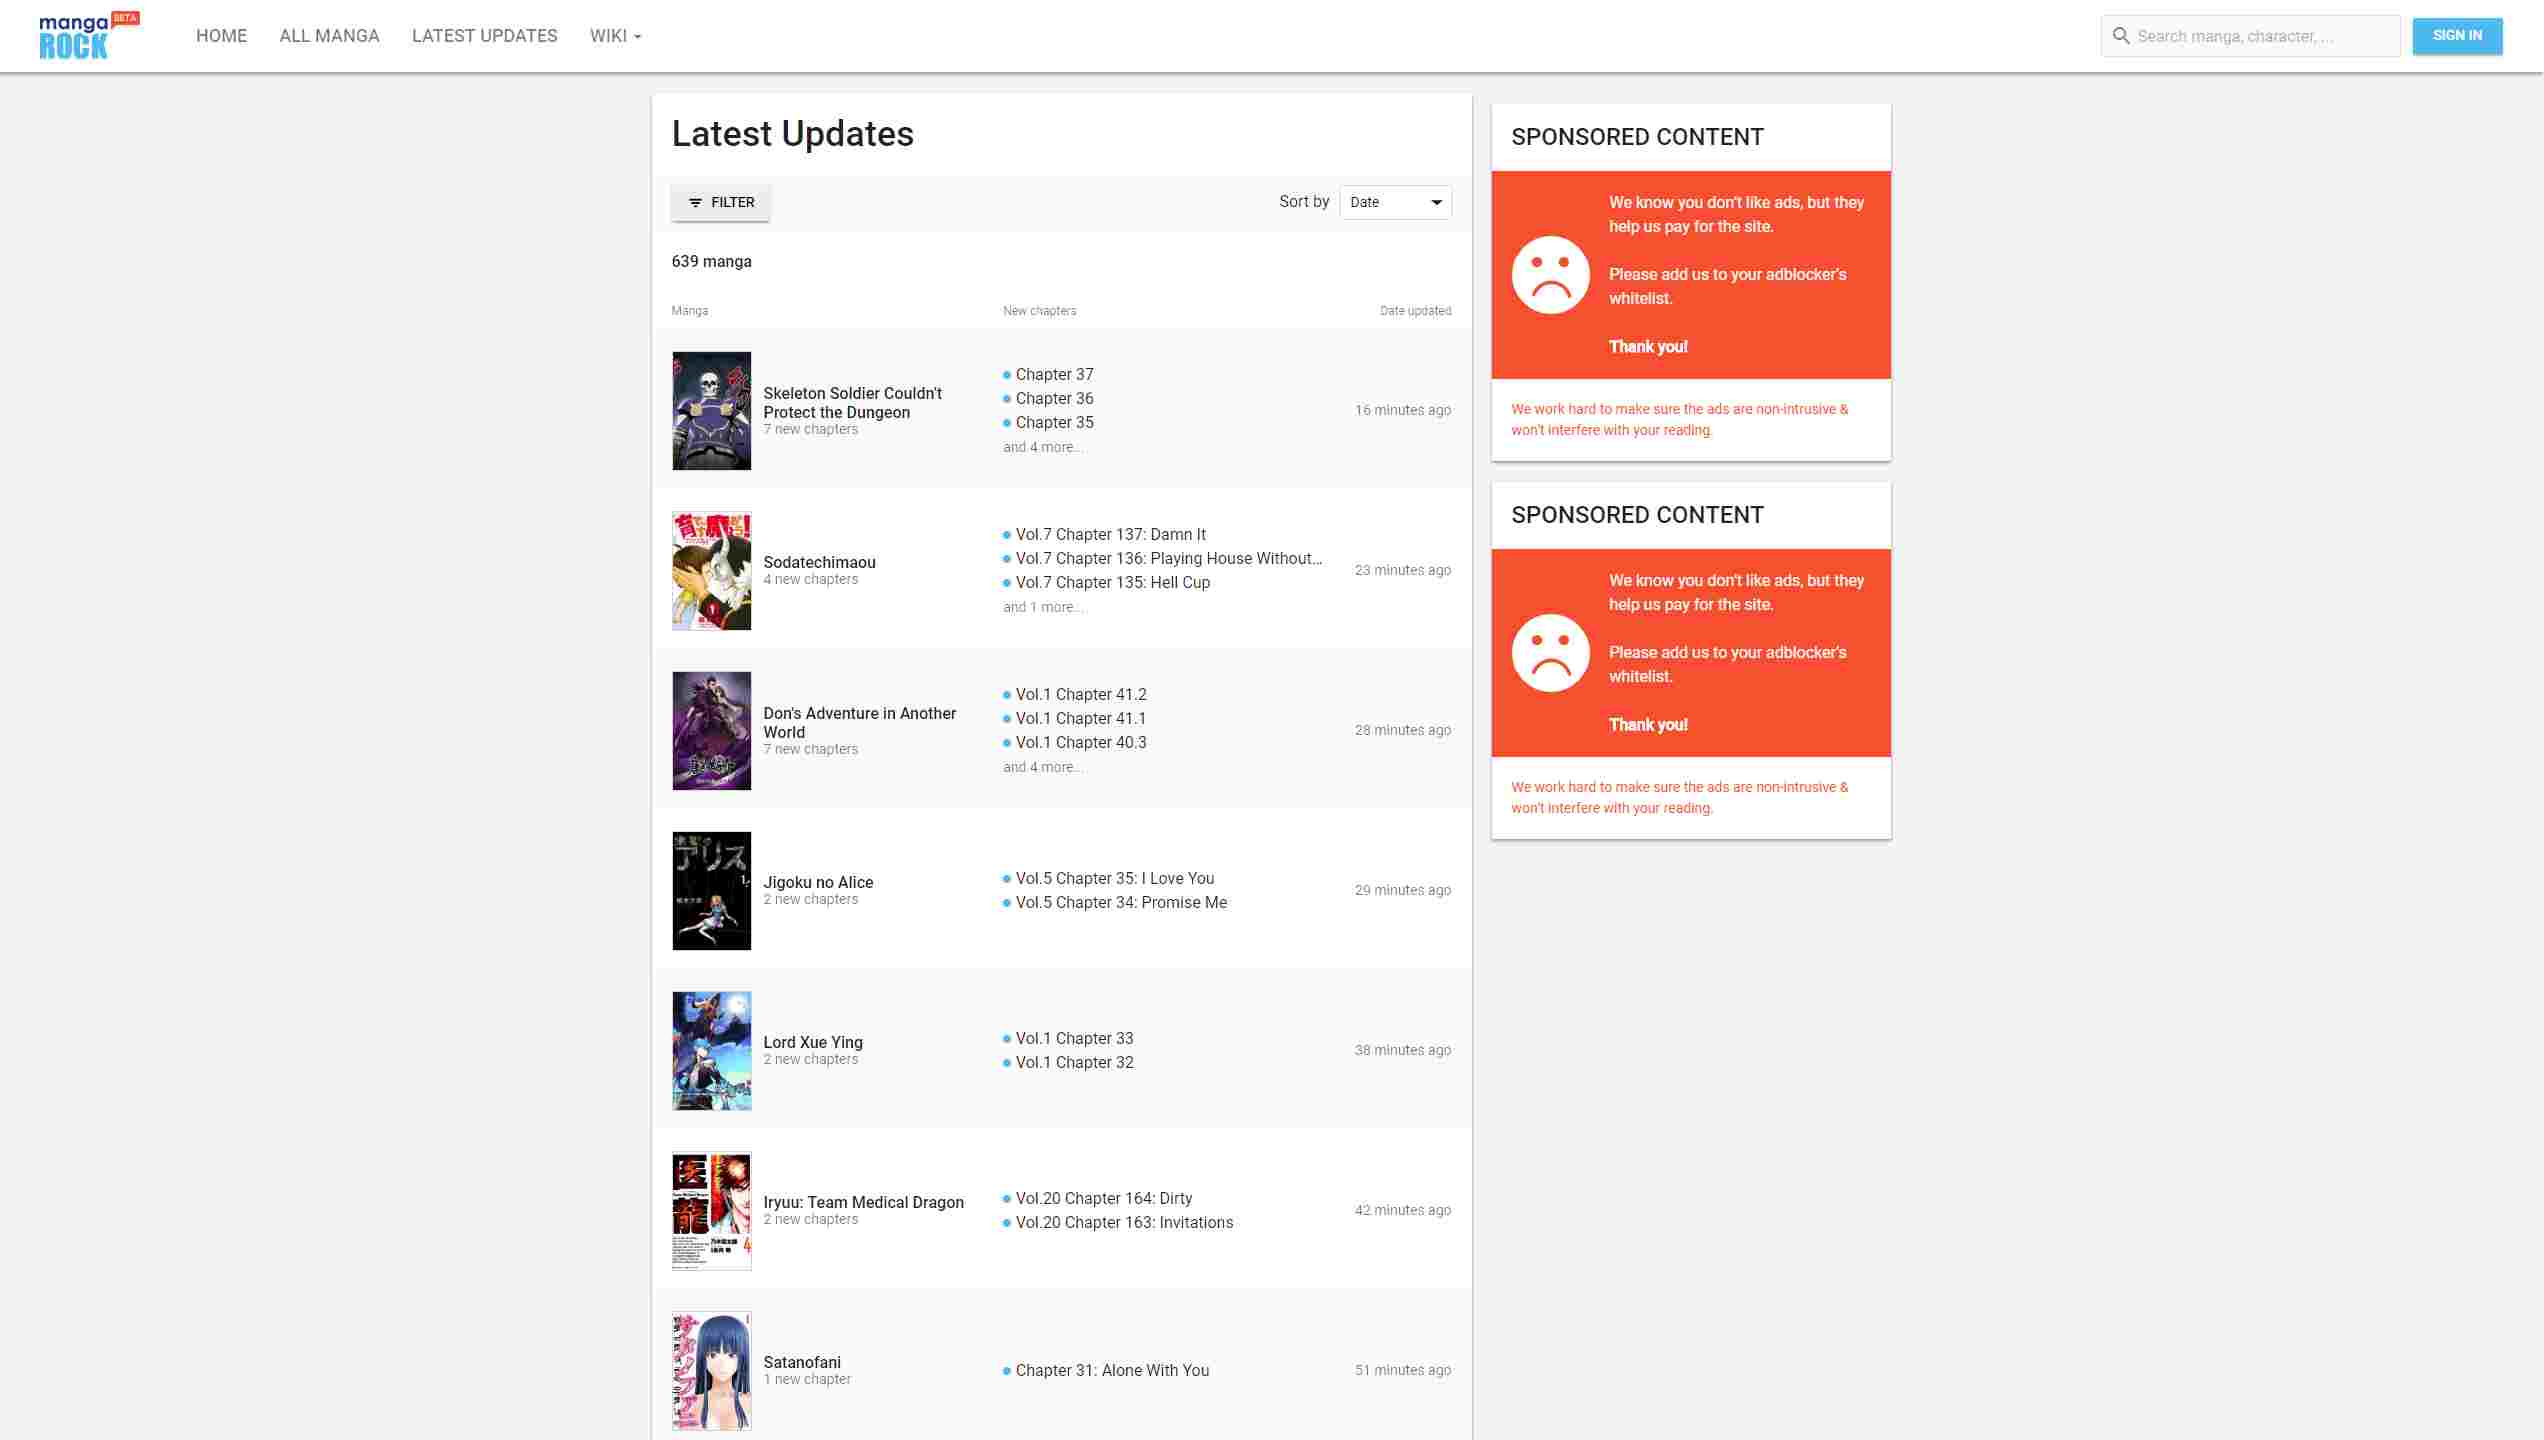 manga BETA
ROCK
HOME
ALL MANGA
LATEST UPDATES
WIKI
Search manga, character, ...
SIGN IN
Latest Updates
FILTER
Sort by
Date
639 manga
Manga
New chapters
Date updated
Skeleton Soldier Couldn't
Protect the Dungeon
7 new chapters
Chapter 37
Chapter 36
Chapter 35
and 4 more...
16 minutes ago
Sodatechimaou
4 new chapters
Vol.7 Chapter 137: Damn It
Vol.7 Chapter 136: Playing House Without...
Vol.7 Chapter 135: Hell Cup
and 1 more...
23 minutes ago
Don's Adventure in Another
World
7 new chapters
Vol.1 Chapter 41.2
Vol.1 Chapter 41.1
Vol.1 Chapter 40.3
and 4 more...
28 minutes ago
アリス
Jigoku no Alice
2 new chapters
Vol.5 Chapter 35: I Love You
Vol.5 Chapter 34: Promise Me
29 minutes ago
Lord Xue Ying
2 new chapters
Vol.1 Chapter 33
Vol.1 Chapter 32
38 minutes ago
医龍
4
Iryuu: Team Medical Dragon
2 new chapters
Vol.20 Chapter 164: Dirty
Vol.20 Chapter 163: Invitations
42 minutes ago
サタノファニ
Satanofani
1 new chapter
Chapter 31: Alone With You
51 minutes ago
SPONSORED CONTENT
We know you don't like ads, but they
help us pay for the site.
Please add us to your adblocker's
whitelist.
Thank you!
We work hard to make sure the ads are non-intrusive &
won't interfere with your reading.
SPONSORED CONTENT
We know you don't like ads, but they
help us pay for the site.
Please add us to your adblocker's
whitelist.
Thank you!
We work hard to make sure the ads are non-intrusive &
won't interfere with your reading.